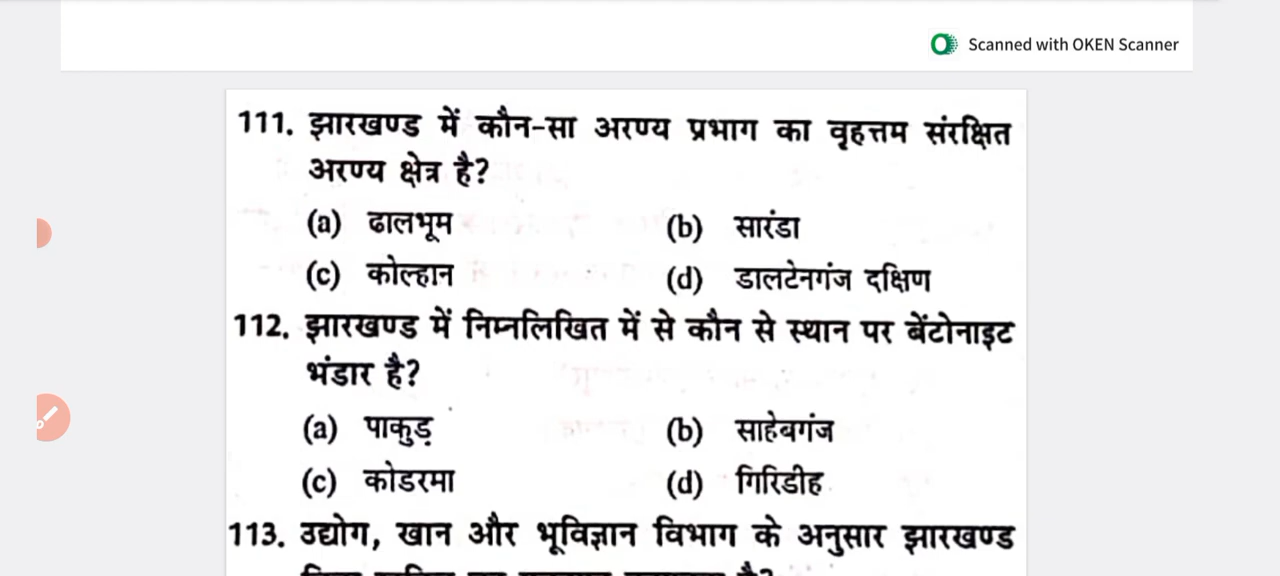 Scanned with OKEN Scanner
111. झारखण्ड में कौन-सा अरण्य प्रभाग का वृहत्तम संरक्षित
अरण्य क्षेत्र है?
(a) ढालभूम (b) सारंडा
(c) कोल्हान (d) डालटेनगंज दक्षिण
112. झारखण्ड में निम्नलिखित में से कौन से स्थान पर बेंटोनाइट
भंडार है?
(a) पाकुड़ (b) साहेबगंज
(c) कोडरमा (d) गिरिडीह
113. उद्योग, खान और भूविज्ञान विभाग के अनुसार झारखण्ड